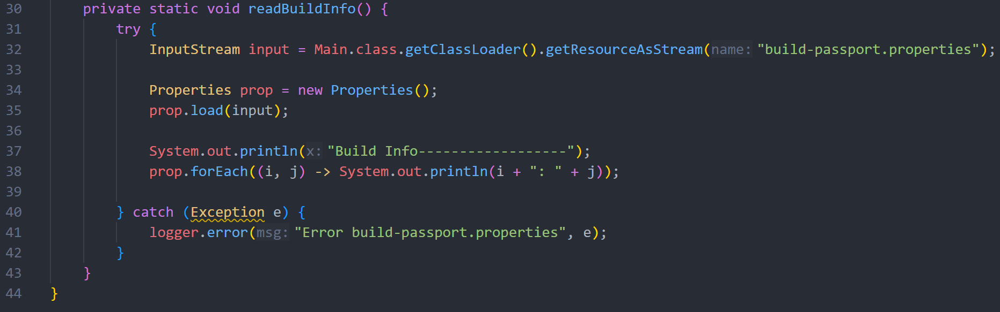 30 private static void readBuildInfo() {
31 try {
32 InputStream input = Main.class.getClassLoader().getResourceAsStream(name: "build-passport.properties");
33
34 Properties prop = new Properties();
35 prop.load(input);
36
37 System.out.println(x: "Build Info------------------");
38 prop.forEach((i, j) -> System.out.println(i + ": " + j));
39
40 } catch (Exception e) {
41 logger.error(msg: "Error build-passport.properties", e);
42 }
43 }
44 }